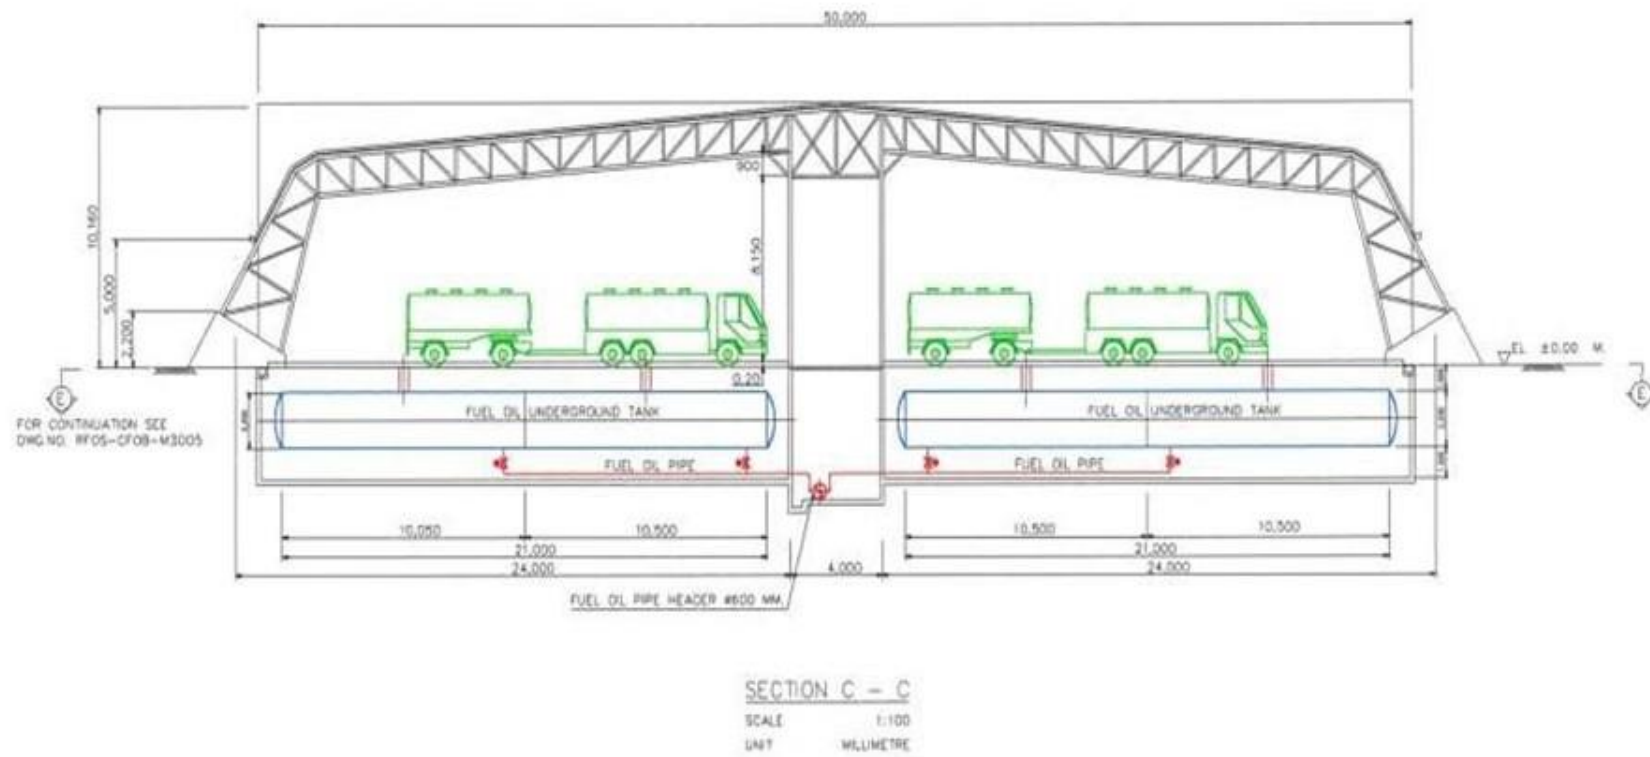 50,000
10,160
5,000
2,200
900
8,150
0.20
EL ±0.00 M.
E
E
FOR CONTINUATION SEE
DWG.NO. RFOS-CFOB-M3005
FUEL OIL UNDERGROUND TANK
FUEL OIL UNDERGROUND TANK
FUEL OIL PIPE
FUEL OIL PIPE
10,050
10,500
10,500
10,500
21,000
21,000
24,000
4,000
24,000
FUEL OIL PIPE HEADER ø600 MM.
SECTION C - C
SCALE 1:100
UNIT MILLIMETRE